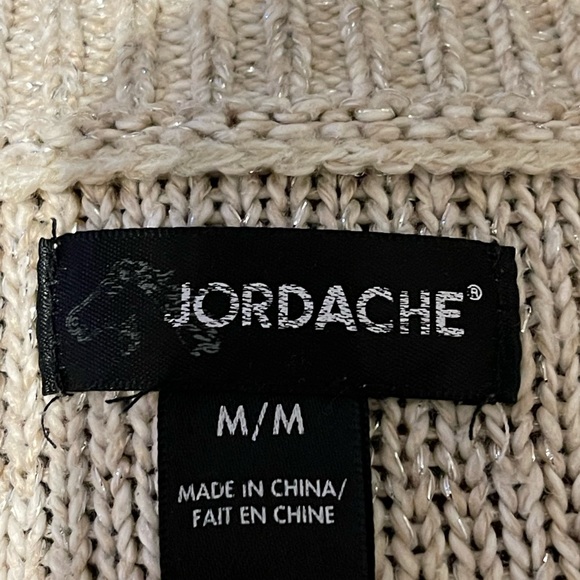 JORDACHE®
M/M
MADE IN CHINA/
FAIT EN CHINE